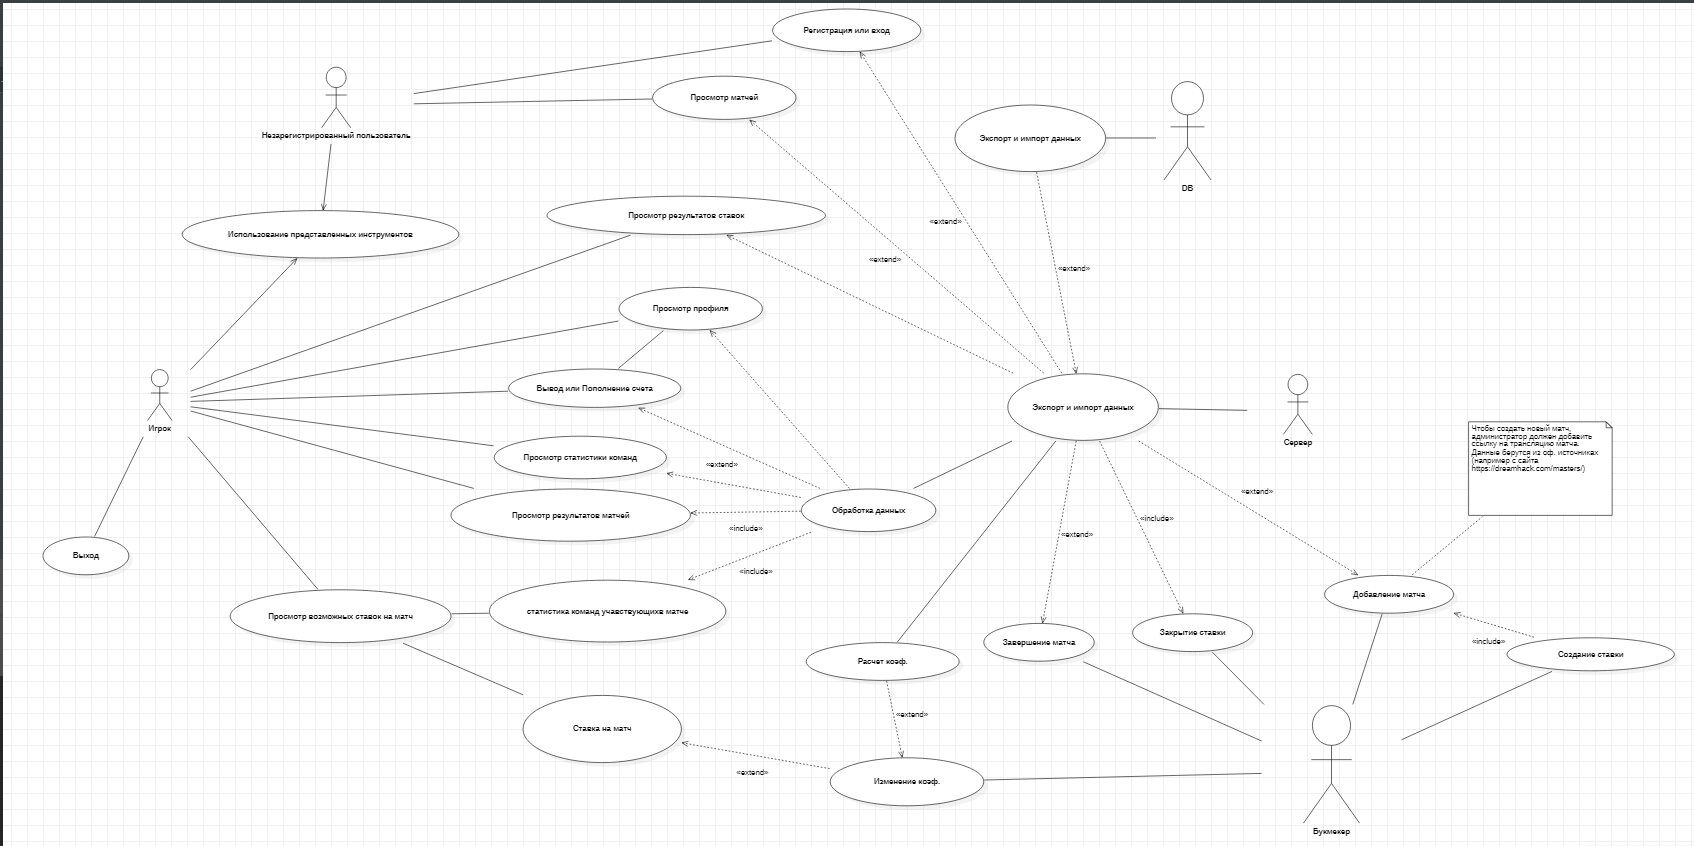 Регистрация или вход
Просмотр матчей
Незарегистрированный пользователь
Экспорт и импорт данных
DB
Просмотр результатов ставок
«extend»
Использование представленных инструментов
«extend»
«extend»
Просмотр профиля
Вывод или Пополнение счета
Экспорт и импорт данных
Игрок
Сервер
Чтобы создать новый матч,
администратор должен добавить
ссылку на трансляцию матча.
Данные берутся из оф. источниках
(например с сайта
https://dreamhack.com/masters/)
Просмотр статистики команд
«extend»
«extend»
Просмотр результатов матчей
Обработка данных
«include»
«include»
«extend»
Выход
«include»
Добавление матча
Просмотр возможных ставок на матч
статистика команд учавствующихв матче
Завершение матча
Закрытие ставки
«include»
Создание ставки
Расчет коэф.
«extend»
Ставка на матч
«extend»
Изменение коэф.
Букмекер